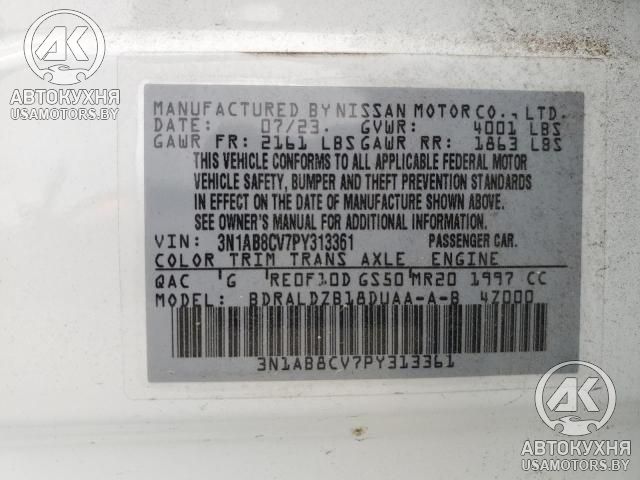 АК
АВТОКУХНЯ
USAMOTORS.BY
MANUFACTURED BY NISSAN MOTOR CO., LTD.
DATE: 07/23. GVWR: 4001 LBS
GAWR FR: 2161 LBS GAWR RR: 1863 LBS
THIS VEHICLE CONFORMS TO ALL APPLICABLE FEDERAL MOTOR
VEHICLE SAFETY, BUMPER AND THEFT PREVENTION STANDARDS
IN EFFECT ON THE DATE OF MANUFACTURE SHOWN ABOVE.
SEE OWNER'S MANUAL FOR ADDITIONAL INFORMATION.
VIN: 3N1AB8CV7PY313361 PASSENGER CAR.
COLOR TRIM TRANS AXLE ENGINE
QAC G RE0F10D GS50 MR20 1997 CC
MODEL: BDRALDZB18DUAA-A-B 4Z000
3N1AB8CV7PY313361
АК
АВТОКУХНЯ
USAMOTORS.BY